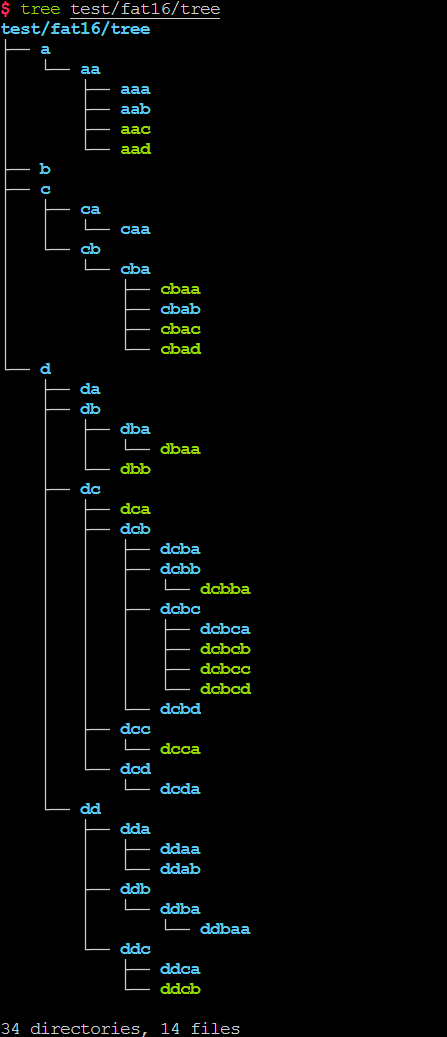 $ tree test/fat16/tree
test/fat16/tree
├── a
│   └── aa
│       ├── aaa
│       ├── aab
│       ├── aac
│       └── aad
├── b
├── c
│   ├── ca
│   │   └── caa
│   └── cb
│       └── cba
│           ├── cbaa
│           ├── cbab
│           ├── cbac
│           └── cbad
└── d
    ├── da
    ├── db
    │   ├── dba
    │   │   └── dbaa
    │   └── dbb
    ├── dc
    │   ├── dca
    │   ├── dcb
    │   │   ├── dcba
    │   │   ├── dcbb
    │   │   │   └── dcbba
    │   │   ├── dcbc
    │   │   │   ├── dcbca
    │   │   │   ├── dcbcb
    │   │   │   ├── dcbcc
    │   │   │   └── dcbcd
    │   │   └── dcbd
    │   ├── dcc
    │   │   └── dcca
    │   └── dcd
    │       └── dcda
    └── dd
        ├── dda
        │   ├── ddaa
        │   └── ddab
        ├── ddb
        │   └── ddba
        │       └── ddbaa
        └── ddc
            ├── ddca
            └── ddcb
34 directories, 14 files